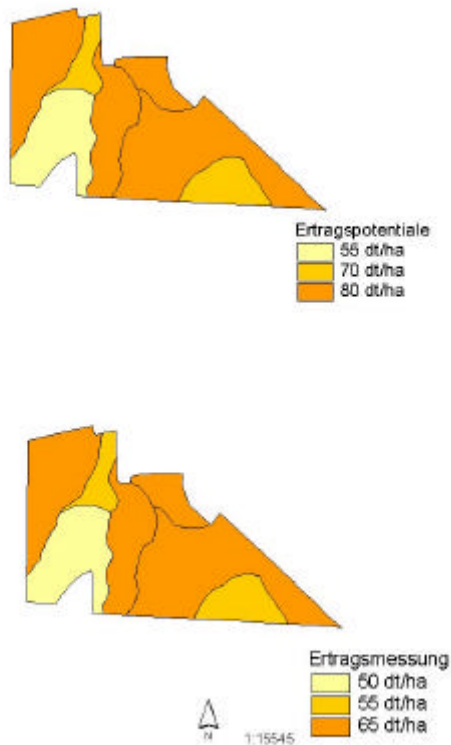 Ertragspotentiale
55 dt/ha
70 dt/ha
80 dt/ha
Ertragsmessung
50 dt/ha
55 dt/ha
65 dt/ha
N
1:15545